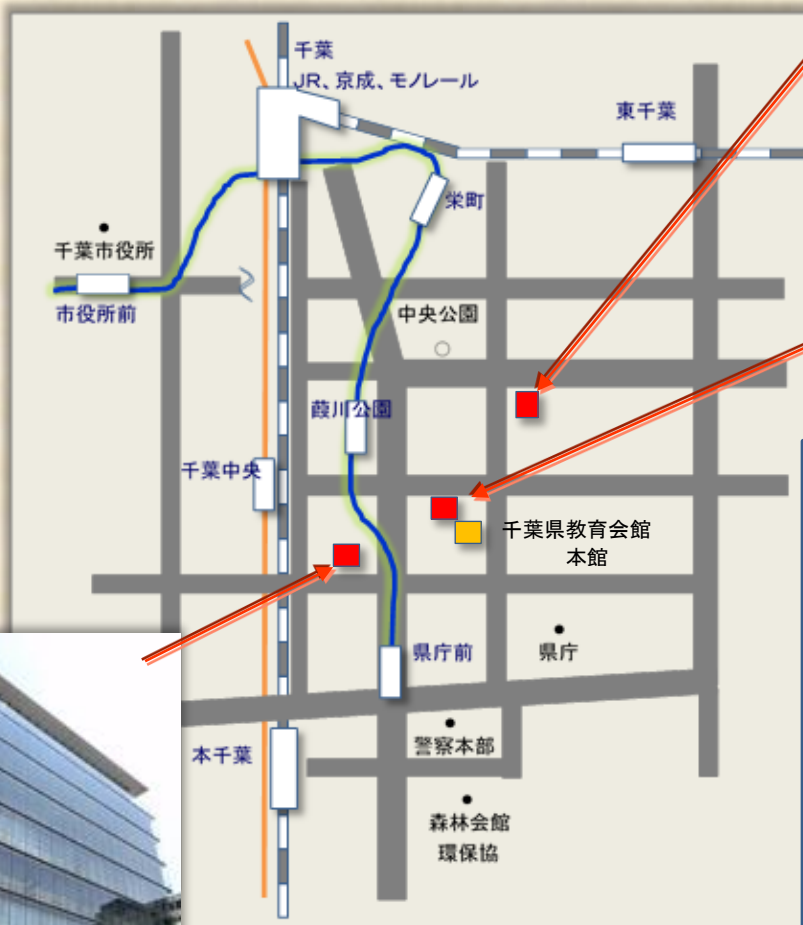 千葉
JR、京成、モノレール
東千葉
栄町
千葉市役所
市役所前
中央公園
葭川公園
千葉中央
千葉県教育会館
本館
県庁前
県庁
警察本部
本千葉
森林会館
環保協